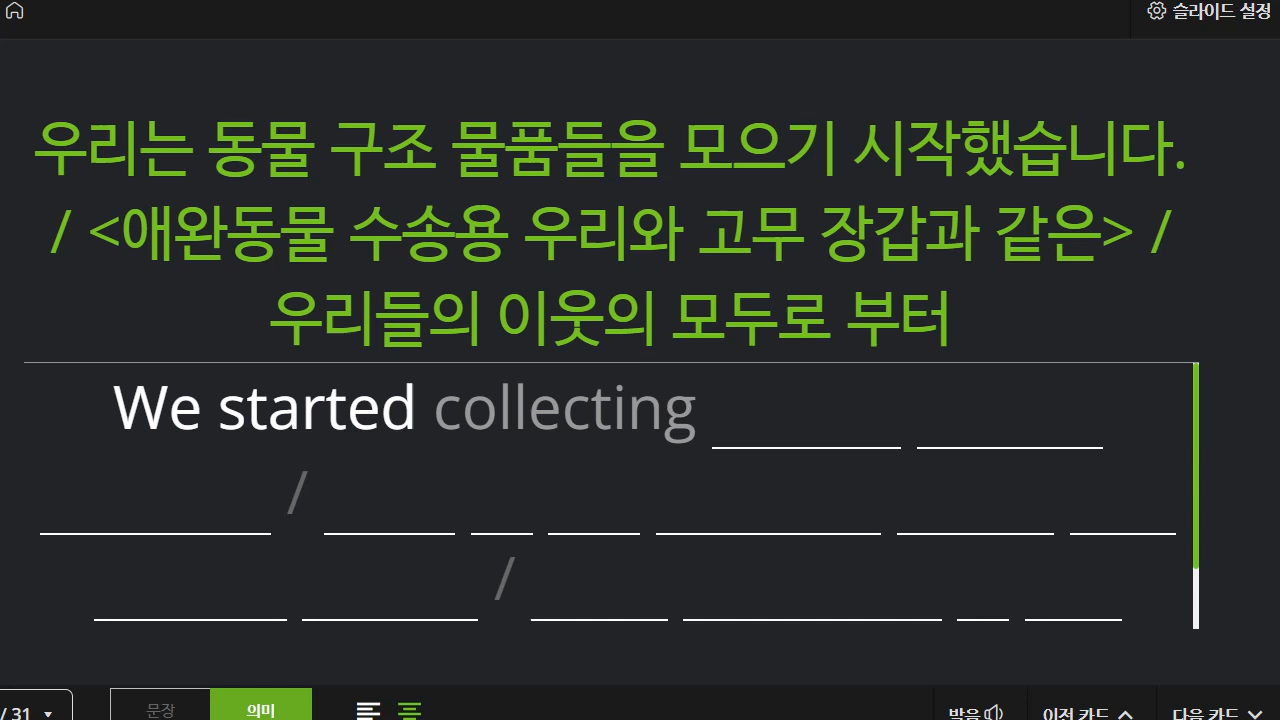 슬라이드 설정
우리는 동물 구조 물품들을 모으기 시작했습니다.
/ <애완동물 수송용 우리와 고무 장갑과 같은> /
우리들의 이웃의 모두로 부터
We started collecting
/
/
/ 31
문장
의미
발음
이전 카드
다음 카드